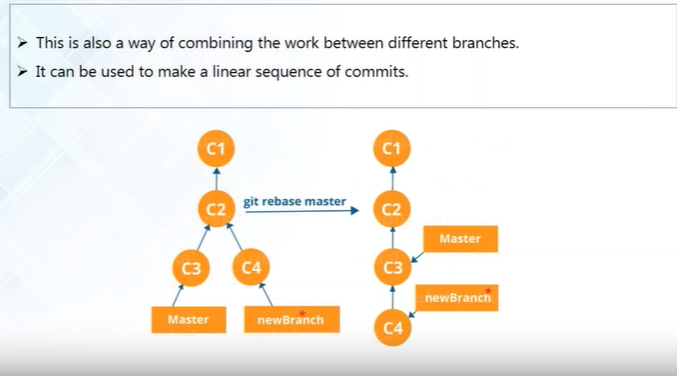 ➢ This is also a way of combining the work between different branches.
➢ It can be used to make a linear sequence of commits.
C1
C2
git rebase master
C3
C4
Master
newBranch
C1
C2
Master
C3
newBranch
C4